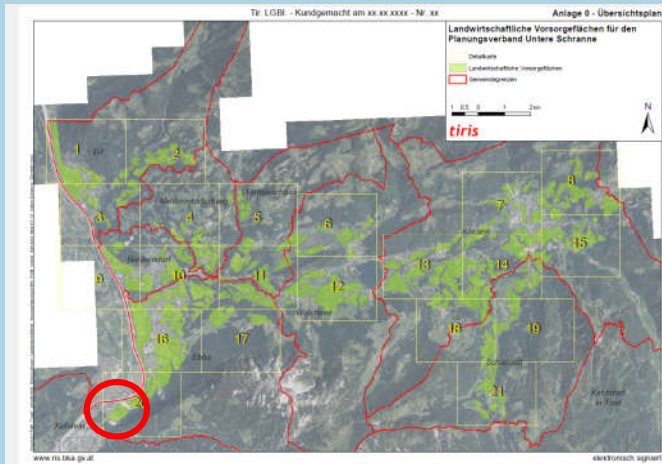 Tir. LGBl. - Kundgemacht am xx.xx.xxxx - Nr. xx
Anlage 0 - Übersichtsplan
Landwirtschaftliche Vorsorgeflächen für den
Planungsverband Untere Schranne
Detailkarte
Landwirtschaftliche Vorsorgeflächen
Gemeindegrenzen
1 0.5 0 1 2 km
N
tiris
1
2
8
3
4
5
7
6
15
Niederndorf
9
10
11
13
14
12
Walchsee
16
17
18
19
Ebbs
Schwendt
21
Kirchdorf
in Tirol
Kufstein
www.ris.bka.gv.at
elektronisch signiert